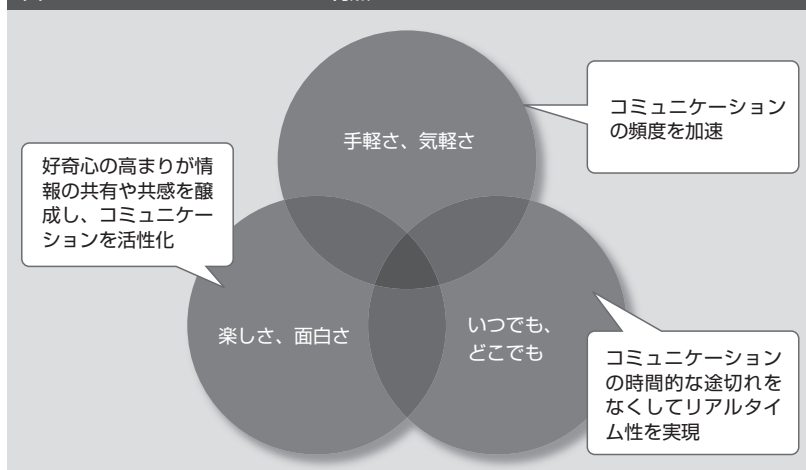 手軽さ、気軽さ
コミュニケーション
の頻度を加速
好奇心の高まりが情
報の共有や共感を醸
成し、コミュニケー
ションを活性化
楽しさ、面白さ
いつでも、
どこでも
コミュニケーション
の時間的な途切れを
なくしてリアルタイ
ム性を実現